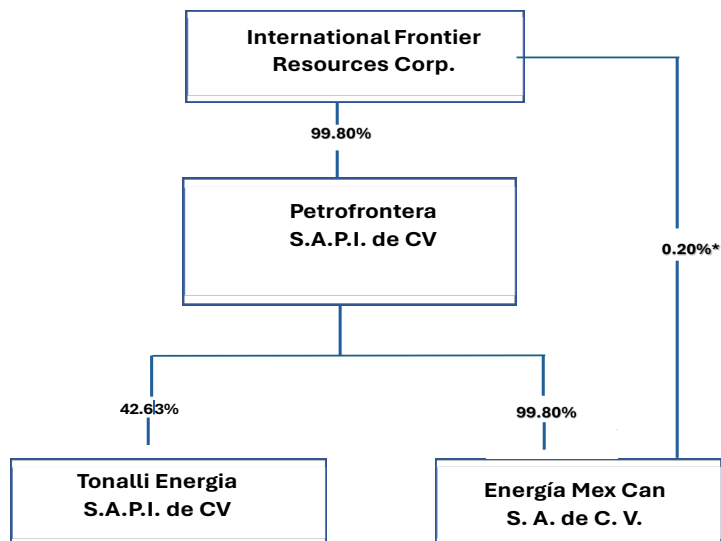 International Frontier
Resources Corp.
99.80%
Petrofrontera
S.A.P.I. de CV
0.20%*
42.63%
99.80%
Tonalli Energia
S.A.P.I. de CV
Energía Mex Can
S. A. de C. V.